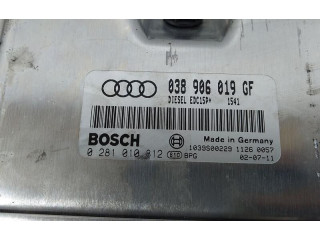 038 906 019 GF
DIESEL EDC15P+ 1541
BOSCH
Made in Germany
0 281 010 312
1039S00229 1126 0057
BPG
02-07-11